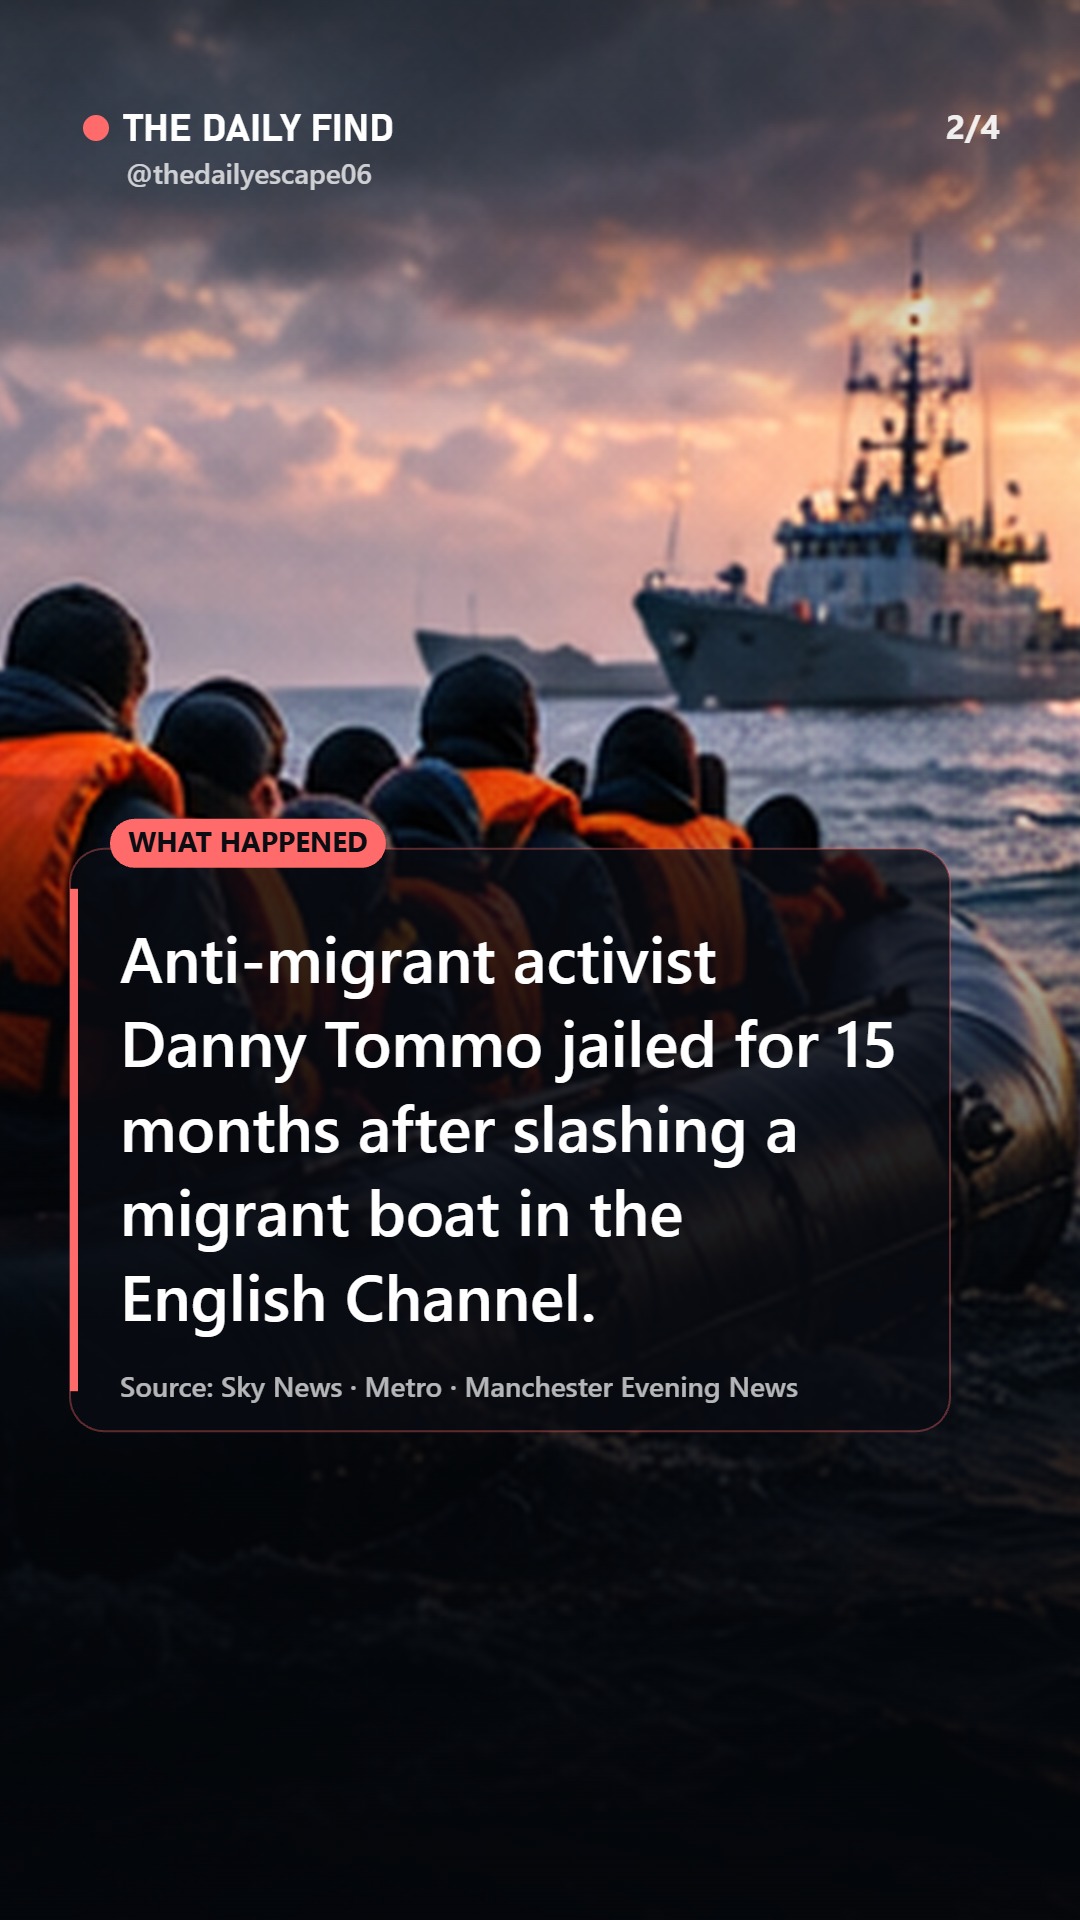 THE DAILY FIND
2/4
@thedailyescape06
WHAT HAPPENED
Anti-migrant activist
Danny Tommo jailed for 15
months after slashing a
migrant boat in the
English Channel.
Source: Sky News · Metro · Manchester Evening News